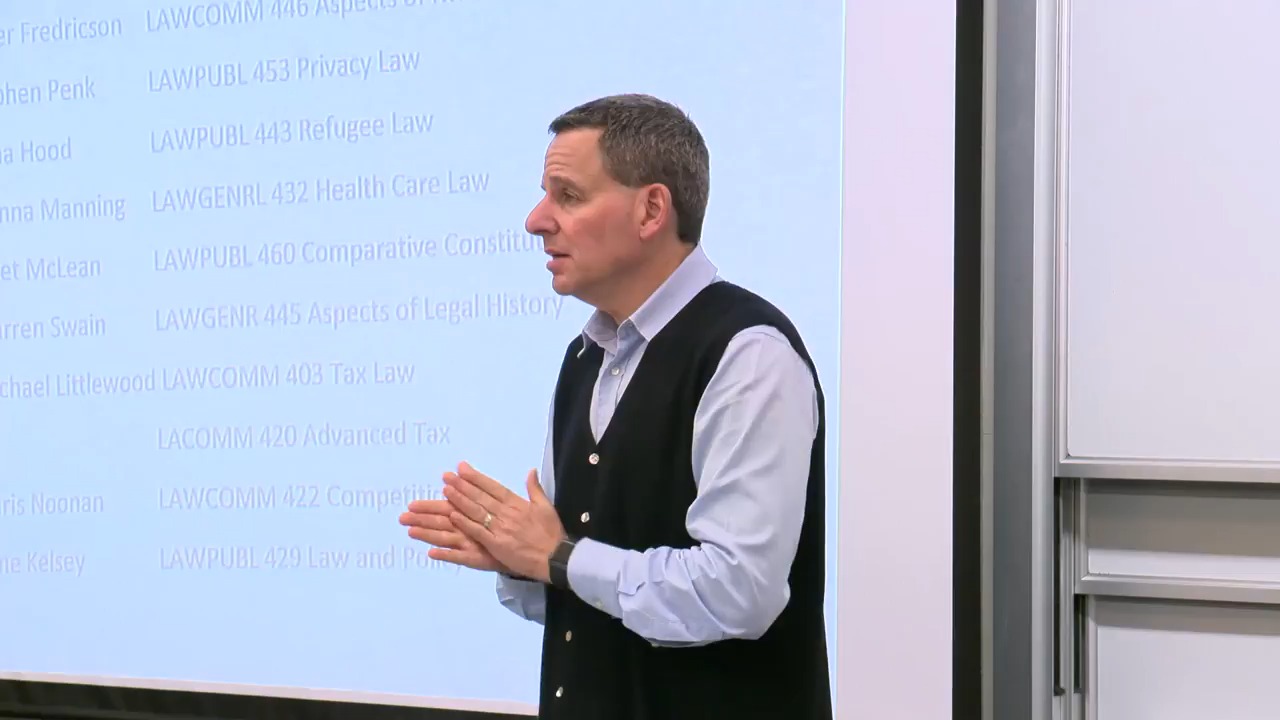 er Fredricson LAWCOMM 446 Aspects of
phen Penk LAWPUBL 453 Privacy Law
na Hood LAWPUBL 443 Refugee Law
nna Manning LAWGENRL 432 Health Care Law
et McLean LAWPUBL 460 Comparative Constitu
rren Swain LAWGENR 445 Aspects of Legal History
chael Littlewood LAWCOMM 403 Tax Law
LACOMM 420 Advanced Tax
ris Noonan LAWCOMM 422 Competitio
ne Kelsey LAWPUBL 429 Law and Policy